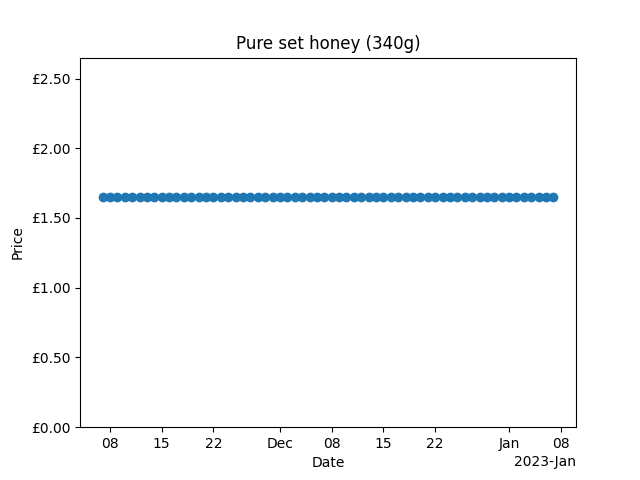 Pure set honey (340g)
£2.50
£2.00
£1.50
£1.00
£0.50
£0.00
Price
08 15 22 Dec 08 15 22 Jan 08
Date
2023-Jan